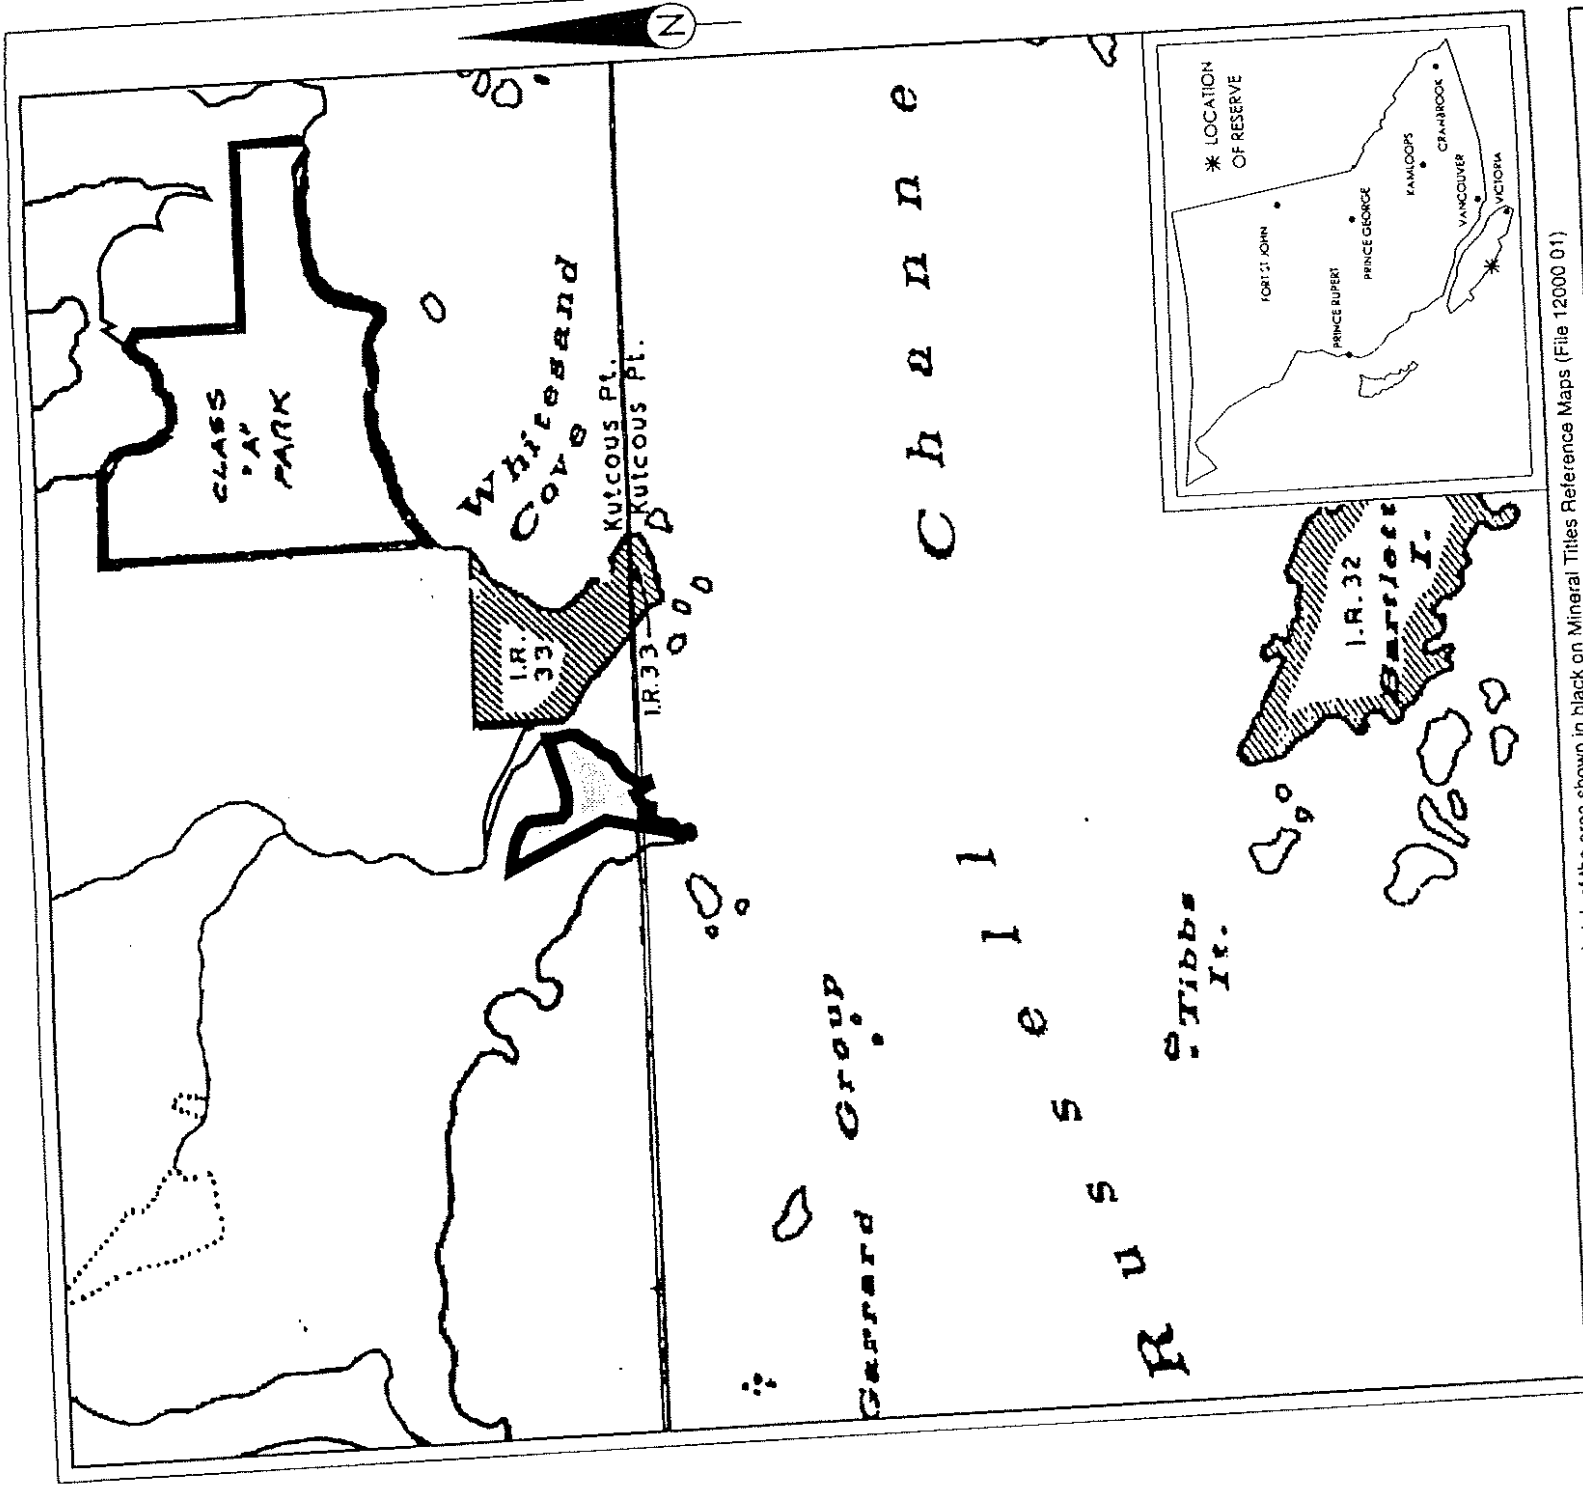 N
CLASS
"A"
PARK
Whitesand
Cove
Kutcous Pt.
Kutcous Pt.
I.R.
33
I.R.33
Russell Channe
Garrard Group
Tibbs
It.
I.R.32
Bartlett
I.
✳ LOCATION
OF RESERVE
FORT ST JOHN
PRINCE RUPERT
PRINCE GEORGE
KAMLOOPS
CRANBROOK
VANCOUVER
VICTORIA
of the area shown in black on Mineral Titles Reference Maps (File 12000 01)